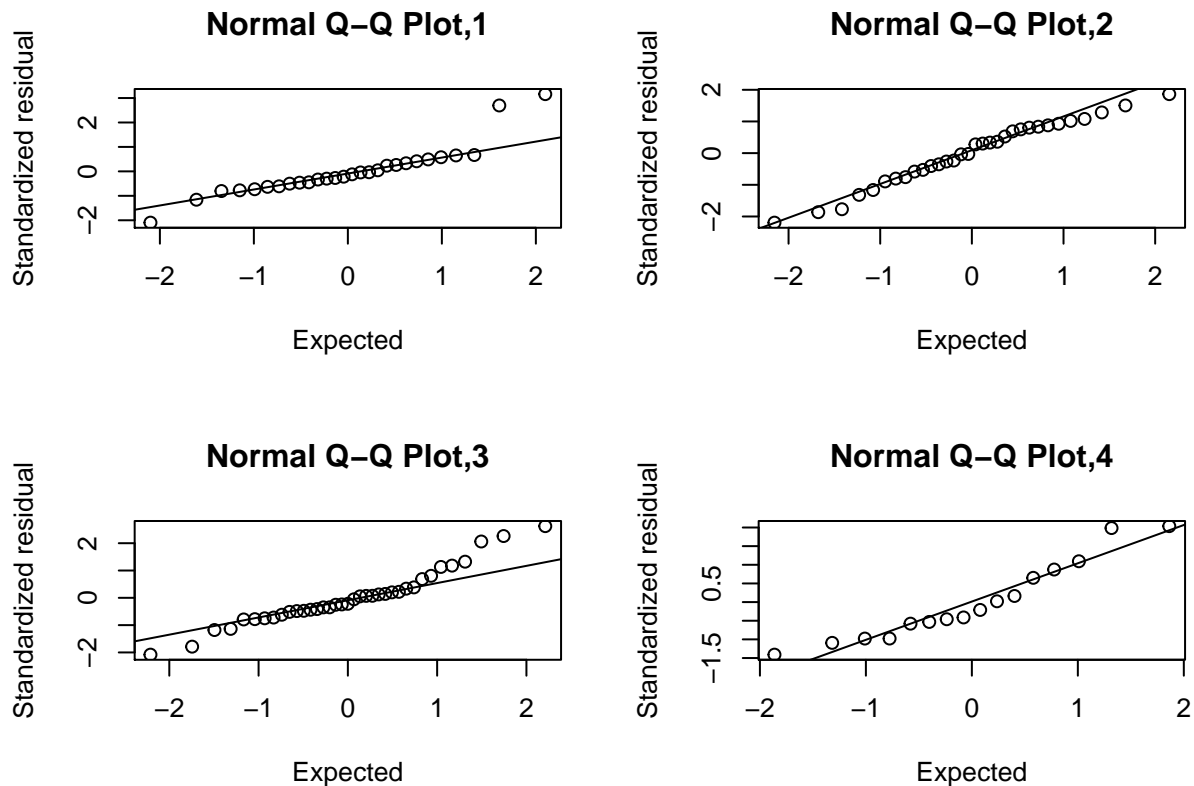 Normal Q−Q Plot,1
Standardized residual
2
0
−2
−2 −1 0 1 2
Expected
Normal Q−Q Plot,2
Standardized residual
2
0
−2
−2 −1 0 1 2
Expected
Normal Q−Q Plot,3
Standardized residual
2
0
−2
−2 −1 0 1 2
Expected
Normal Q−Q Plot,4
Standardized residual
0.5
−1.5
−2 −1 0 1 2
Expected